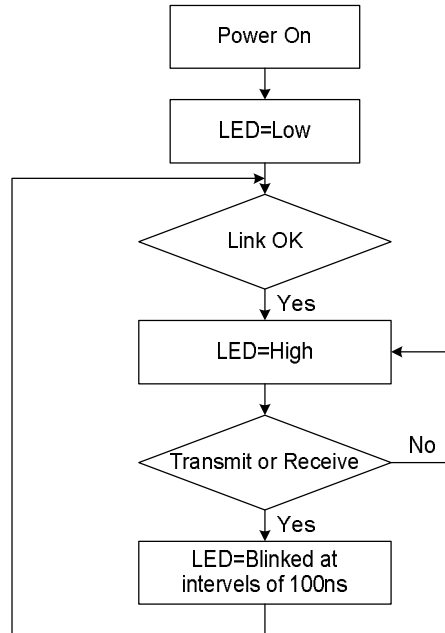 Power On
LED=Low
Link OK
Yes
LED=High
Transmit or Receive
No
Yes
LED=Blinked at
intervels of 100ns